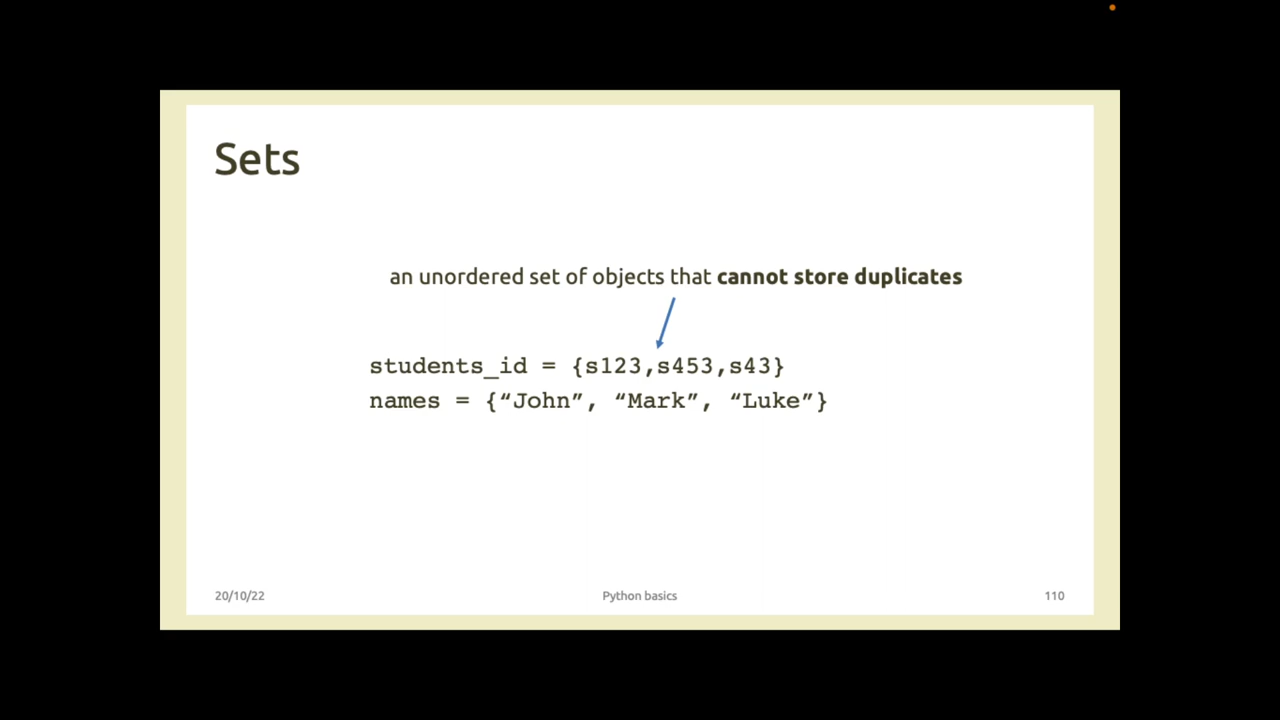 Sets
an unordered set of objects that cannot store duplicates
students_id = {s123,s453,s43}
names = {“John”, “Mark”, “Luke”}
20/10/22 Python basics 110